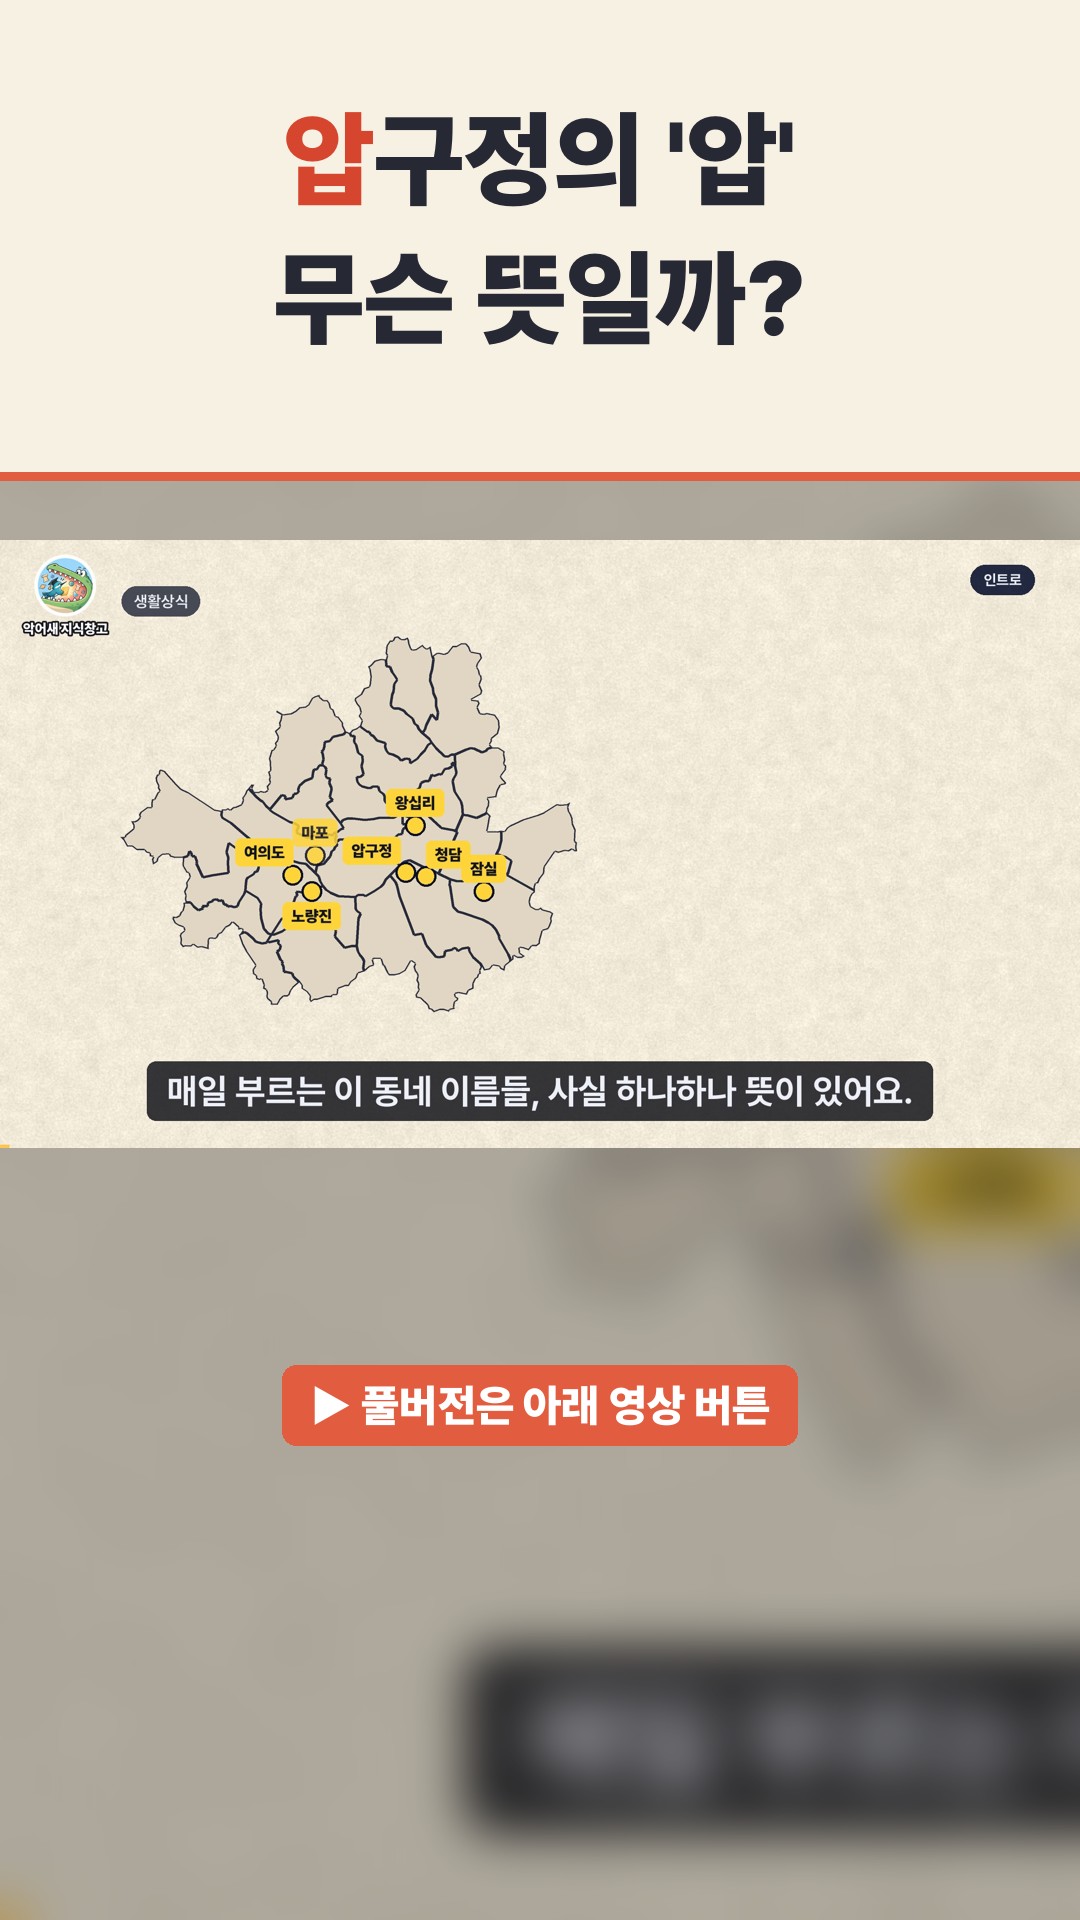 압구정의 '압'
무슨 뜻일까?
악어새 지식창고
생활상식
인트로
왕십리
마포
여의도
압구정
청담
잠실
노량진
매일 부르는 이 동네 이름들, 사실 하나하나 뜻이 있어요.
▶ 풀버전은 아래 영상 버튼